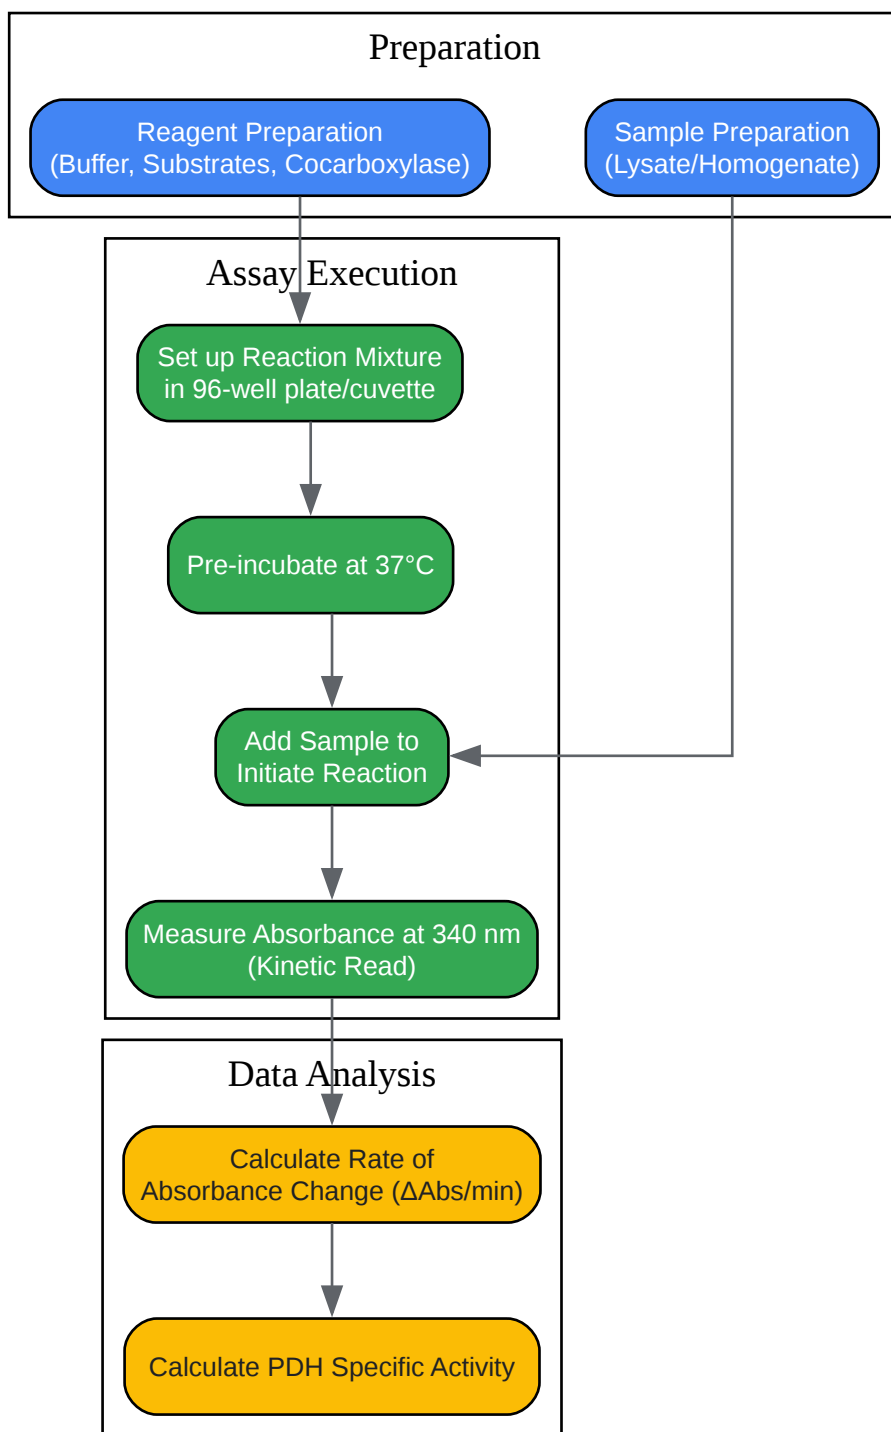 Preparation
Reagent Preparation
(Buffer, Substrates, Cocarboxylase)
Sample Preparation
(Lysate/Homogenate)
Assay Execution
Set up Reaction Mixture
in 96-well plate/cuvette
Pre-incubate at 37°C
Add Sample to
Initiate Reaction
Measure Absorbance at 340 nm
(Kinetic Read)
Data Analysis
Calculate Rate of
Absorbance Change (ΔAbs/min)
Calculate PDH Specific Activity